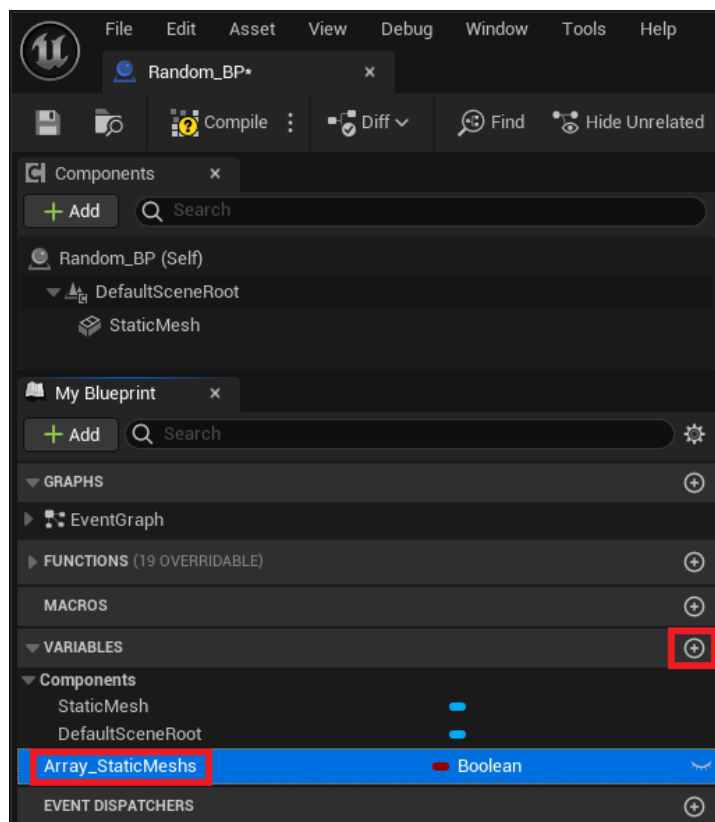 File Edit Asset View Debug Window Tools Help
Random_BP*
Compile Diff Find Hide Unrelated
Components
Add Search
Random_BP (Self)
DefaultSceneRoot
StaticMesh
My Blueprint
Add Search
GRAPHS
EventGraph
FUNCTIONS (19 OVERRIDABLE)
MACROS
VARIABLES
Components
StaticMesh
DefaultSceneRoot
Array_StaticMeshs Boolean
EVENT DISPATCHERS